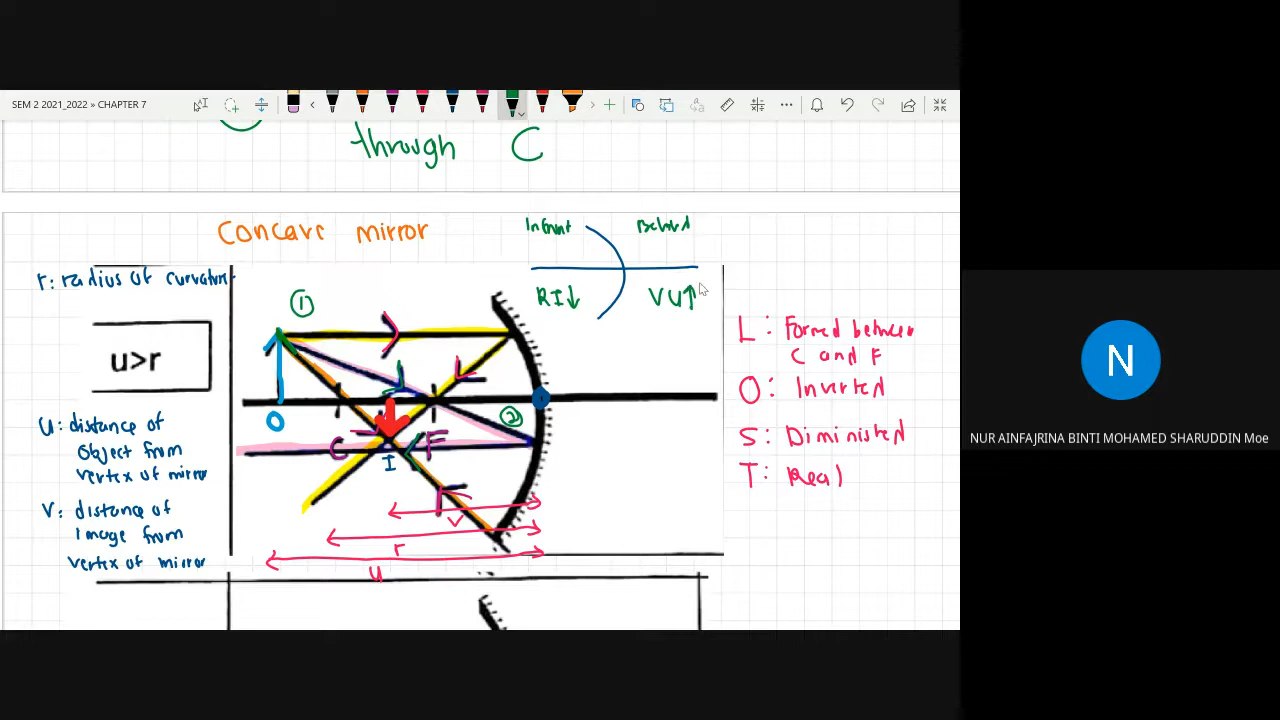 SEM 2 2021_2022 » CHAPTER 7
through C
Concave mirror
Infront Behind
RI↓ VU↑
r: radius of curvature
u>r
u: distance of
object from
vertex of mirror
v: distance of
image from
vertex of mirror
①
O
②
C F
I
v
r
u
L: Formed between
C and F
O: Inverted
S: Diminished
T: Real
N
NUR AINFAJRINA BINTI MOHAMED SHARUDDIN Moe